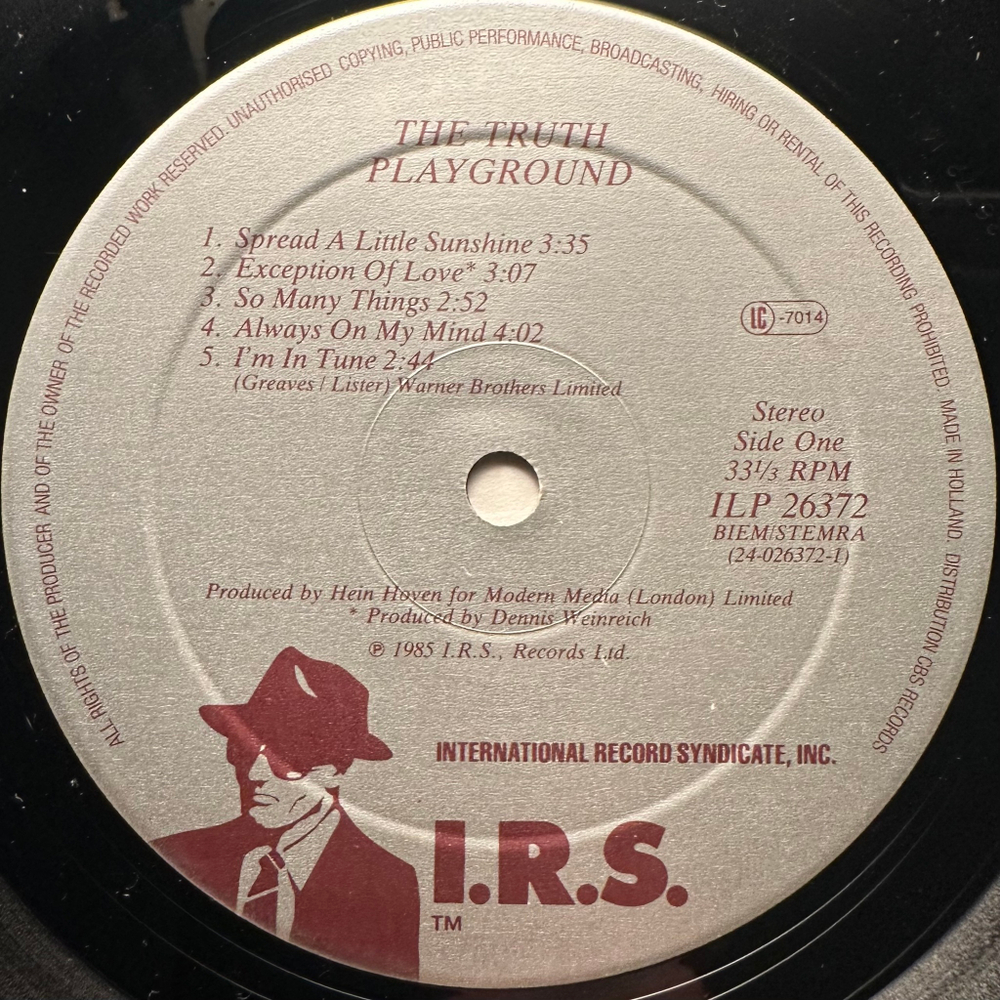 ALL RIGHTS OF THE PRODUCER AND OF THE OWNER OF THE RECORDED WORK RESERVED. UNAUTHORISED COPYING, PUBLIC PERFORMANCE, BROADCASTING, HIRING OR RENTAL OF THIS RECORDING PROHIBITED. MADE IN HOLLAND. DISTRIBUTION CBS RECORDS
THE TRUTH
PLAYGROUND
1. Spread A Little Sunshine 3:35
2. Exception Of Love* 3:07
3. So Many Things 2:52
4. Always On My Mind 4:02
5. I'm In Tune 2:44
(Greaves / Lister) Warner Brothers Limited
LC -7014
Stereo
Side One
33⅓ RPM
ILP 26372
BIEM/STEMRA
(24-026372-1)
Produced by Hein Hoven for Modern Media (London) Limited
* Produced by Dennis Weinreich
℗ 1985 I.R.S., Records Ltd.
INTERNATIONAL RECORD SYNDICATE, INC.
I.R.S.
TM